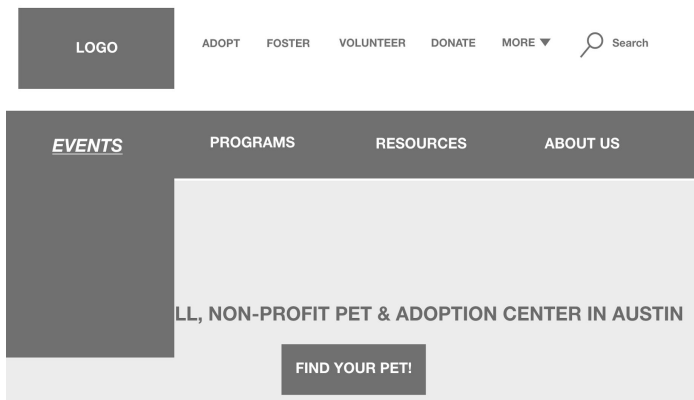 LOGO
ADOPT FOSTER VOLUNTEER DONATE MORE Search
EVENTS PROGRAMS RESOURCES ABOUT US
LL, NON-PROFIT PET & ADOPTION CENTER IN AUSTIN
FIND YOUR PET!